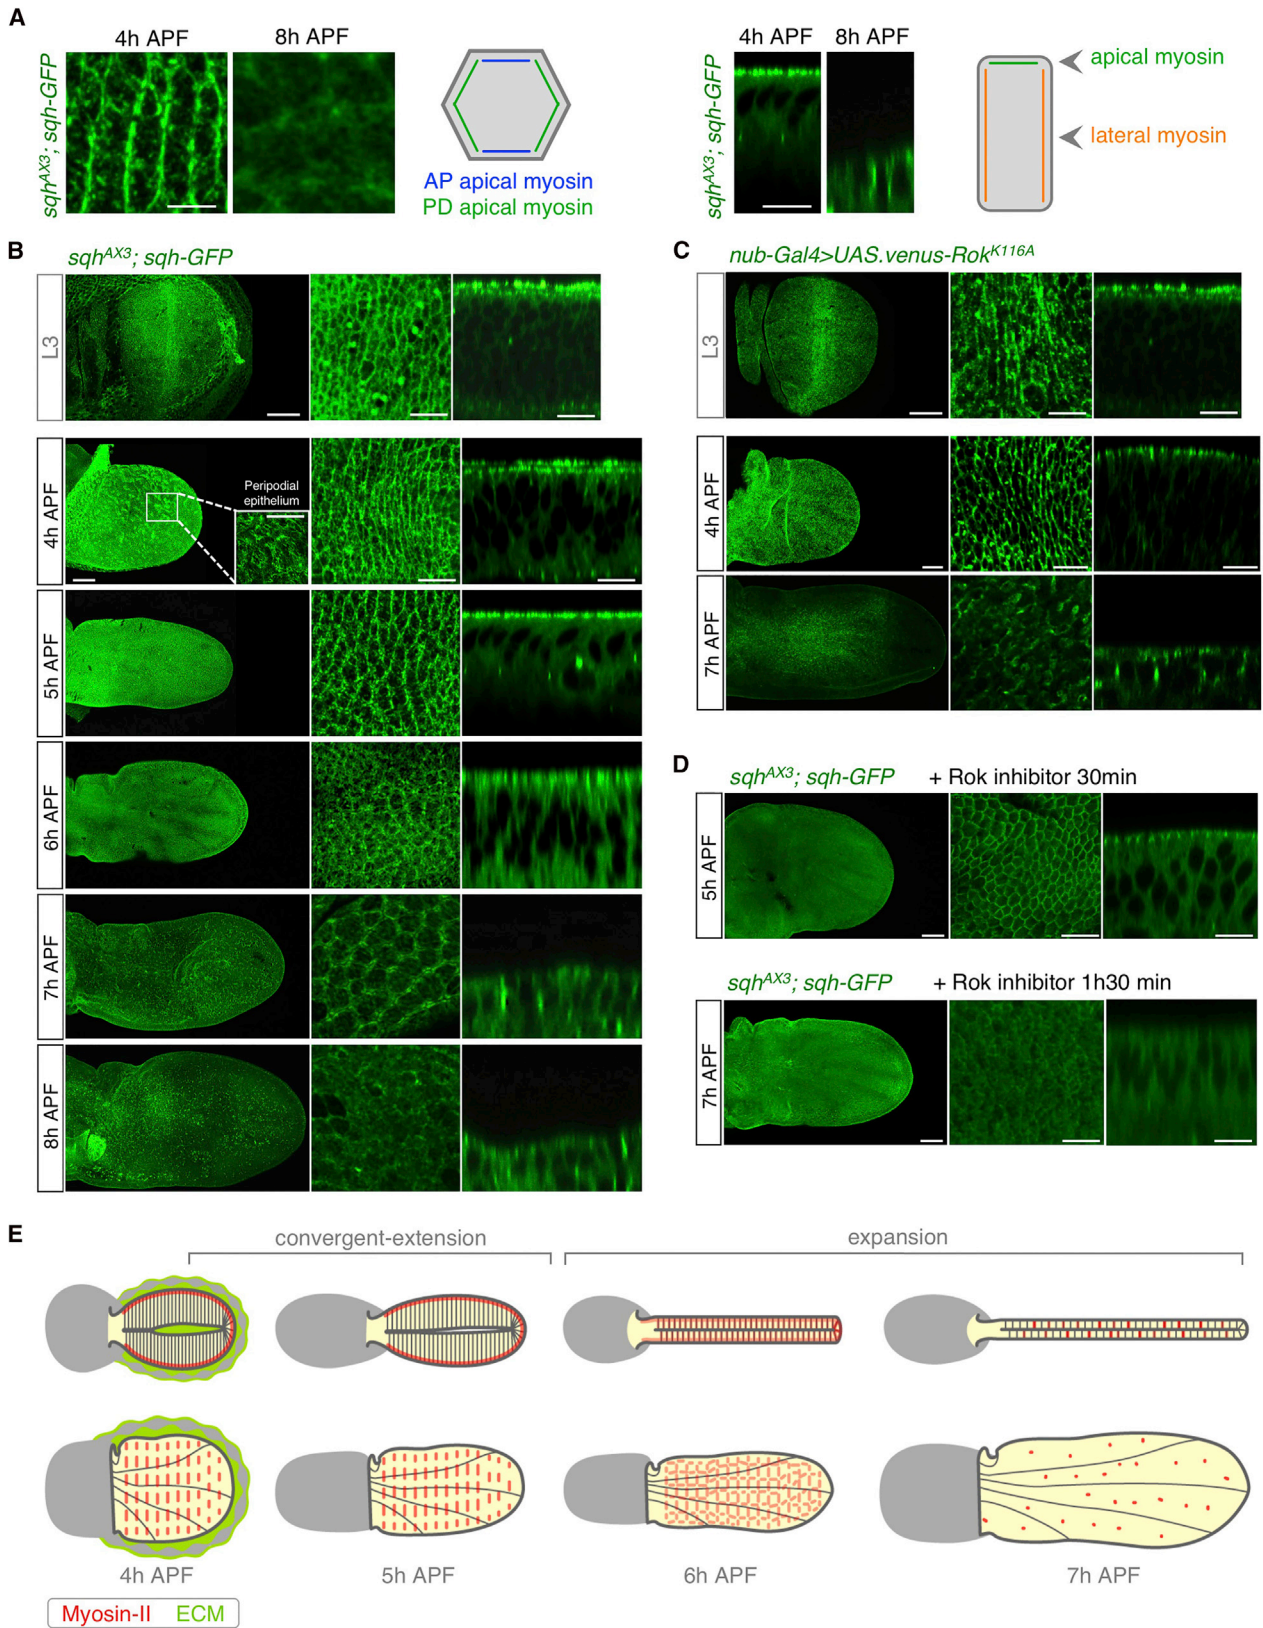 A
4h APF
8h APF
sqhAX3; sqh-GFP
AP apical myosin
PD apical myosin
4h APF
8h APF
sqhAX3; sqh-GFP
apical myosin
lateral myosin
B
sqhAX3; sqh-GFP
L3
4h APF
Peripodial
epithelium
5h APF
6h APF
7h APF
8h APF
C
nub-Gal4>UAS.venus-RokK116A
L3
4h APF
7h APF
D
sqhAX3; sqh-GFP + Rok inhibitor 30min
5h APF
sqhAX3; sqh-GFP + Rok inhibitor 1h30 min
7h APF
E
convergent-extension
expansion
4h APF
5h APF
6h APF
7h APF
Myosin-II ECM